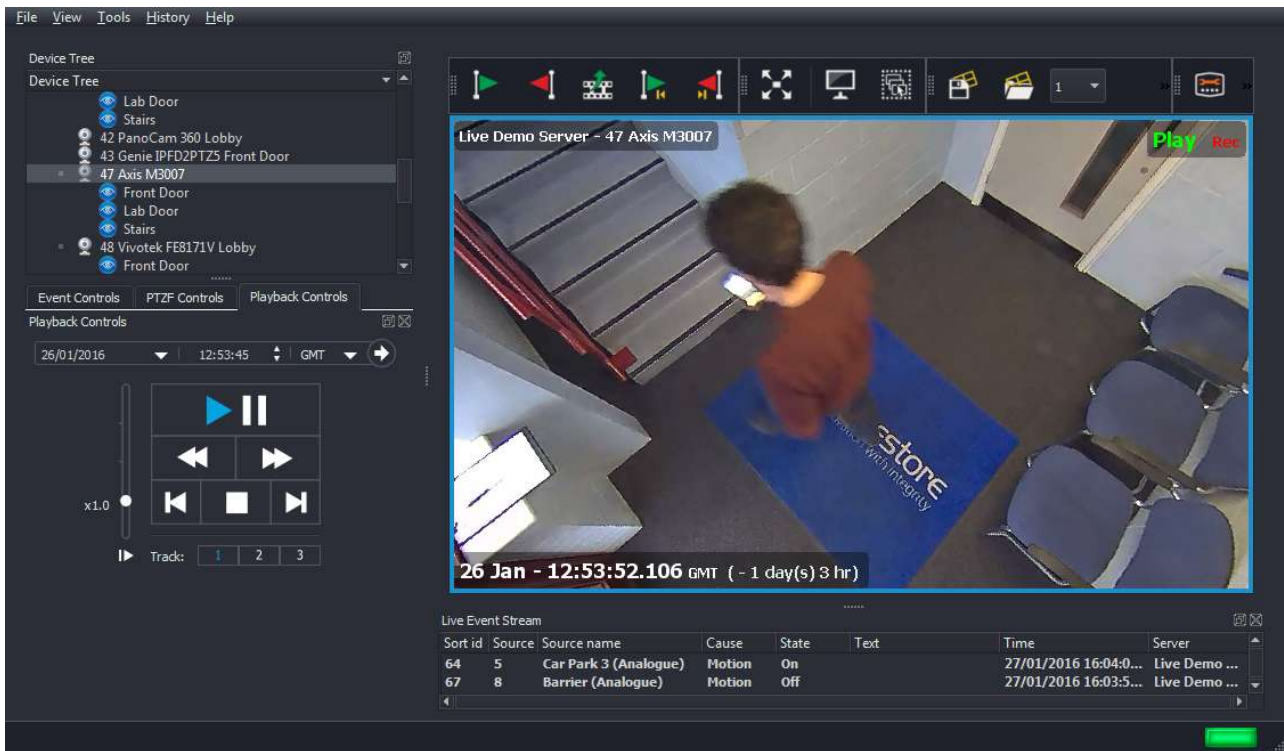 File View Tools History Help
Device Tree
Device Tree
Lab Door
Stairs
42 PanoCam 360 Lobby
43 Genie IPFD2PTZ5 Front Door
47 Axis M3007
Front Door
Lab Door
Stairs
48 Vivotek FE8171V Lobby
Front Door
Event Controls PTZF Controls Playback Controls
Playback Controls
26/01/2016 12:53:45 GMT
x1.0
Track: 1 2 3
1
Live Demo Server - 47 Axis M3007
Play Rec
store
with integrity
26 Jan - 12:53:52.106 GMT ( - 1 day(s) 3 hr)
Live Event Stream
Sort id Source Source name Cause State Text Time Server
64 5 Car Park 3 (Analogue) Motion On 27/01/2016 16:04:0... Live Demo ...
67 8 Barrier (Analogue) Motion Off 27/01/2016 16:03:5... Live Demo ...